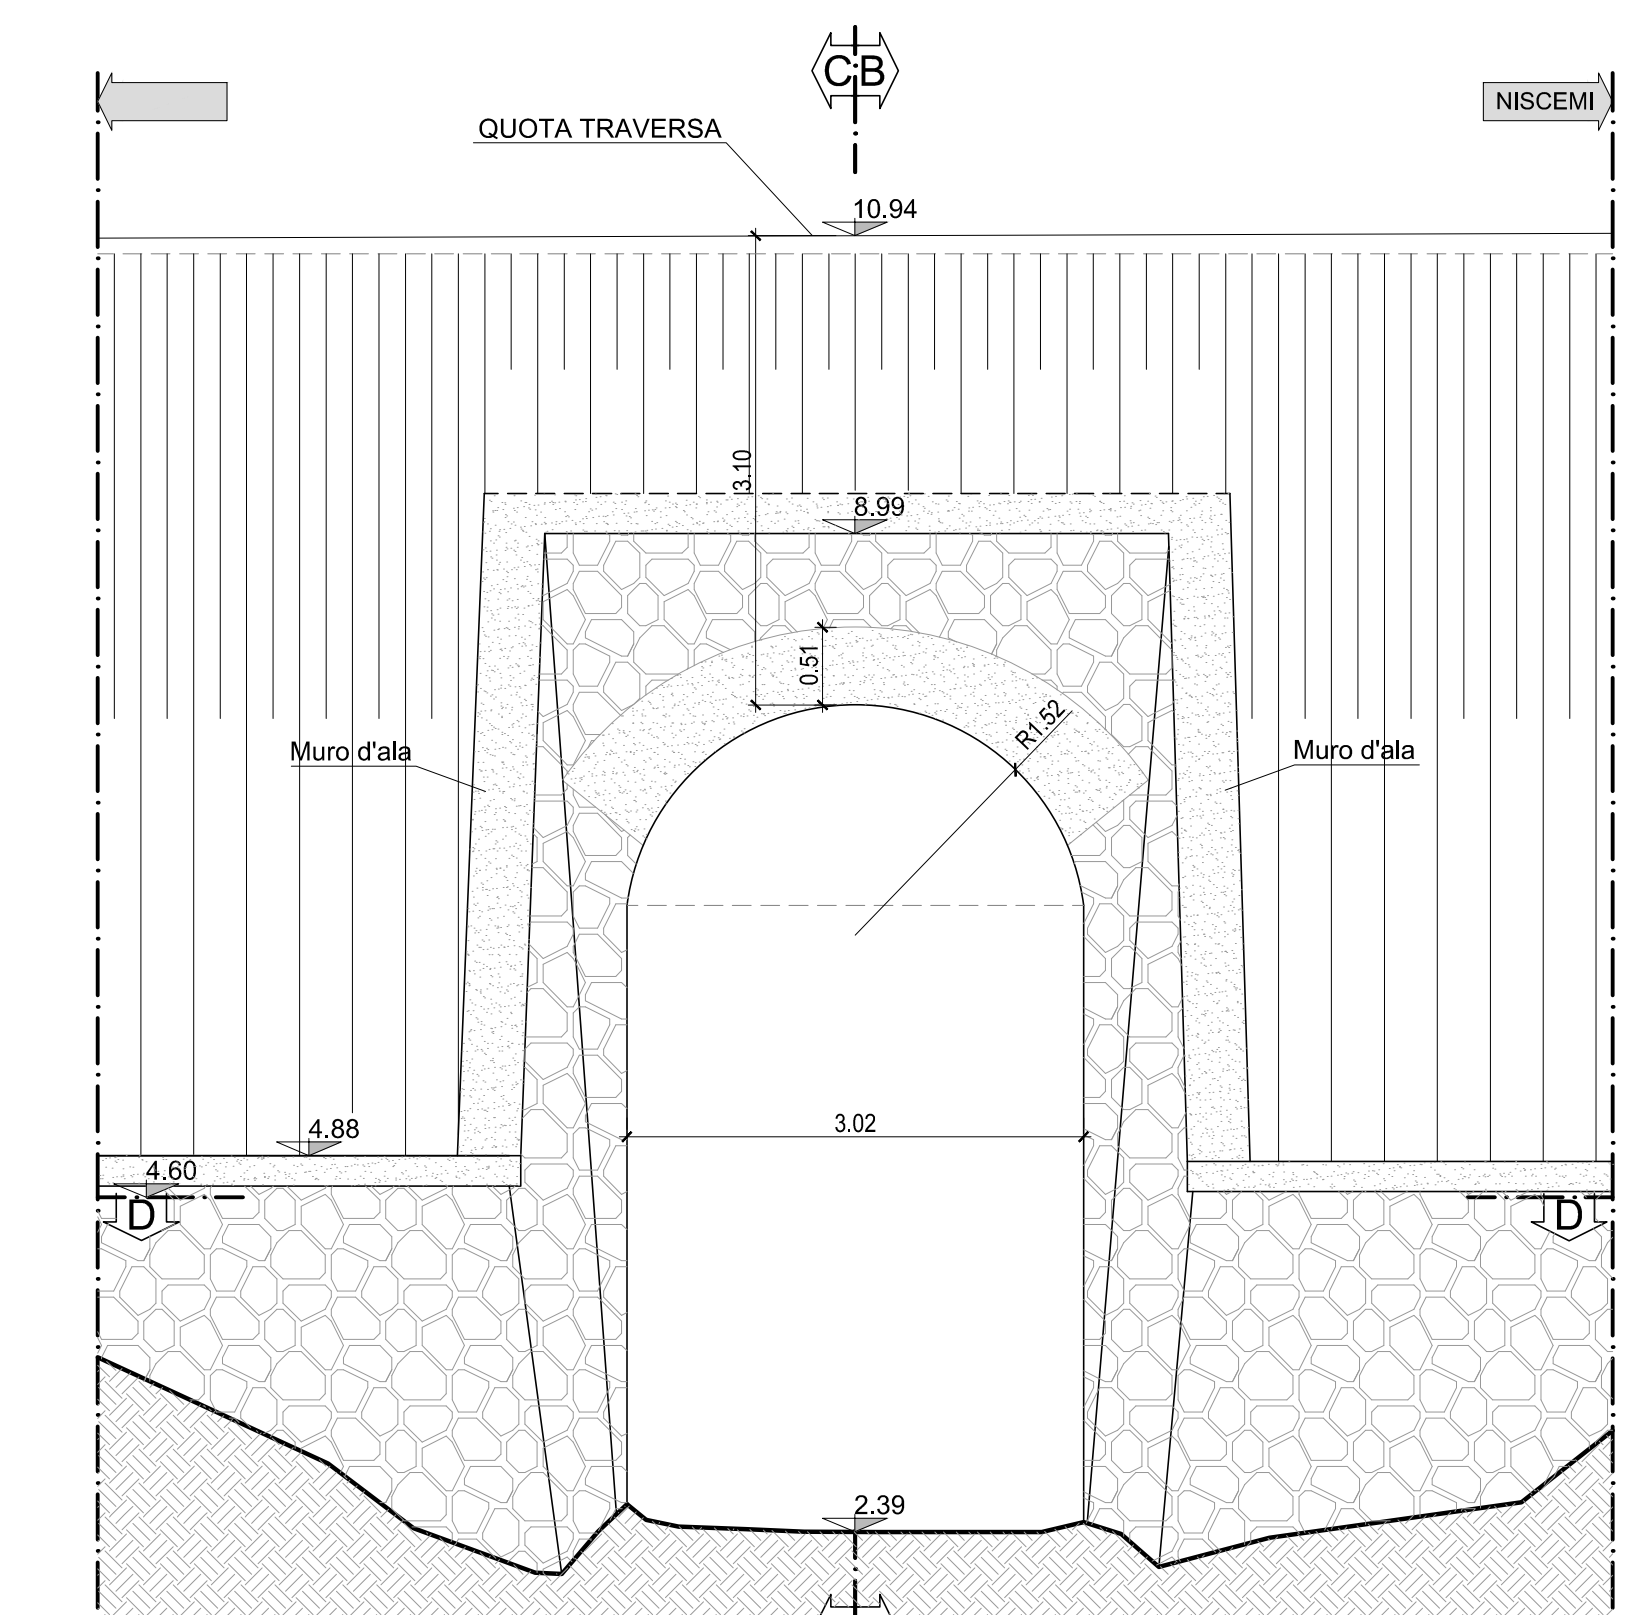 C B
NISCEMI
QUOTA TRAVERSA
10.94
3.10
8.99
0.51
R1.52
Muro d'ala
Muro d'ala
3.02
4.88
4.60
D
D
2.39